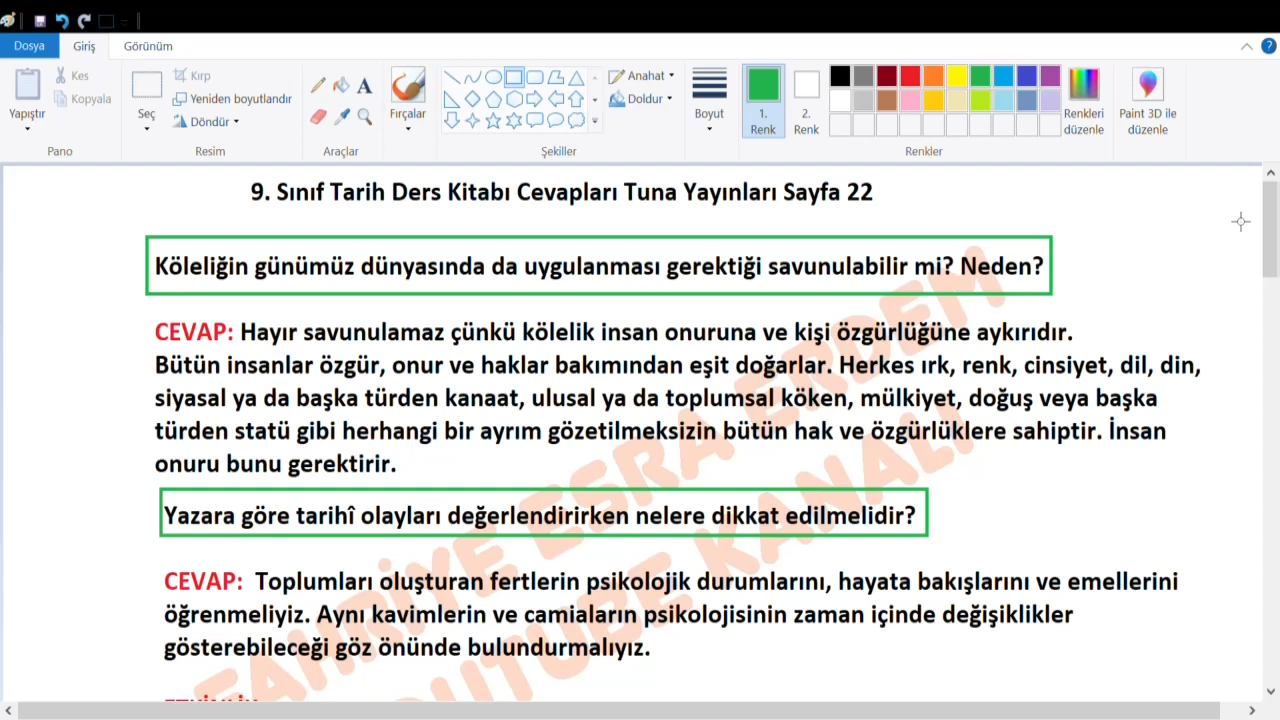 Dosya Giriş Görünüm
Kes
Kopyala
Yapıştır
Pano
Seç
Kırp
Yeniden boyutlandır
Döndür
Resim
A
Araçlar
Fırçalar
Anahat
Doldur
Şekiller
Boyut
1. Renk
2. Renk
Renkleri düzenle
Renkler
Paint 3D ile düzenle
9. Sınıf Tarih Ders Kitabı Cevapları Tuna Yayınları Sayfa 22
Köleliğin günümüz dünyasında da uygulanması gerektiği savunulabilir mi? Neden?
CEVAP: Hayır savunulamaz çünkü kölelik insan onuruna ve kişi özgürlüğüne aykırıdır.
Bütün insanlar özgür, onur ve haklar bakımından eşit doğarlar. Herkes ırk, renk, cinsiyet, dil, din,
siyasal ya da başka türden kanaat, ulusal ya da toplumsal köken, mülkiyet, doğuş veya başka
türden statü gibi herhangi bir ayrım gözetilmeksizin bütün hak ve özgürlüklere sahiptir. İnsan
onuru bunu gerektirir.
Yazara göre tarihî olayları değerlendirirken nelere dikkat edilmelidir?
CEVAP: Toplumları oluşturan fertlerin psikolojik durumlarını, hayata bakışlarını ve emellerini
öğrenmeliyiz. Aynı kavimlerin ve camiaların psikolojisinin zaman içinde değişiklikler
gösterebileceği göz önünde bulundurmalıyız.
FAHRİYE ESRA ERDEM
YOUTUBE KANALI